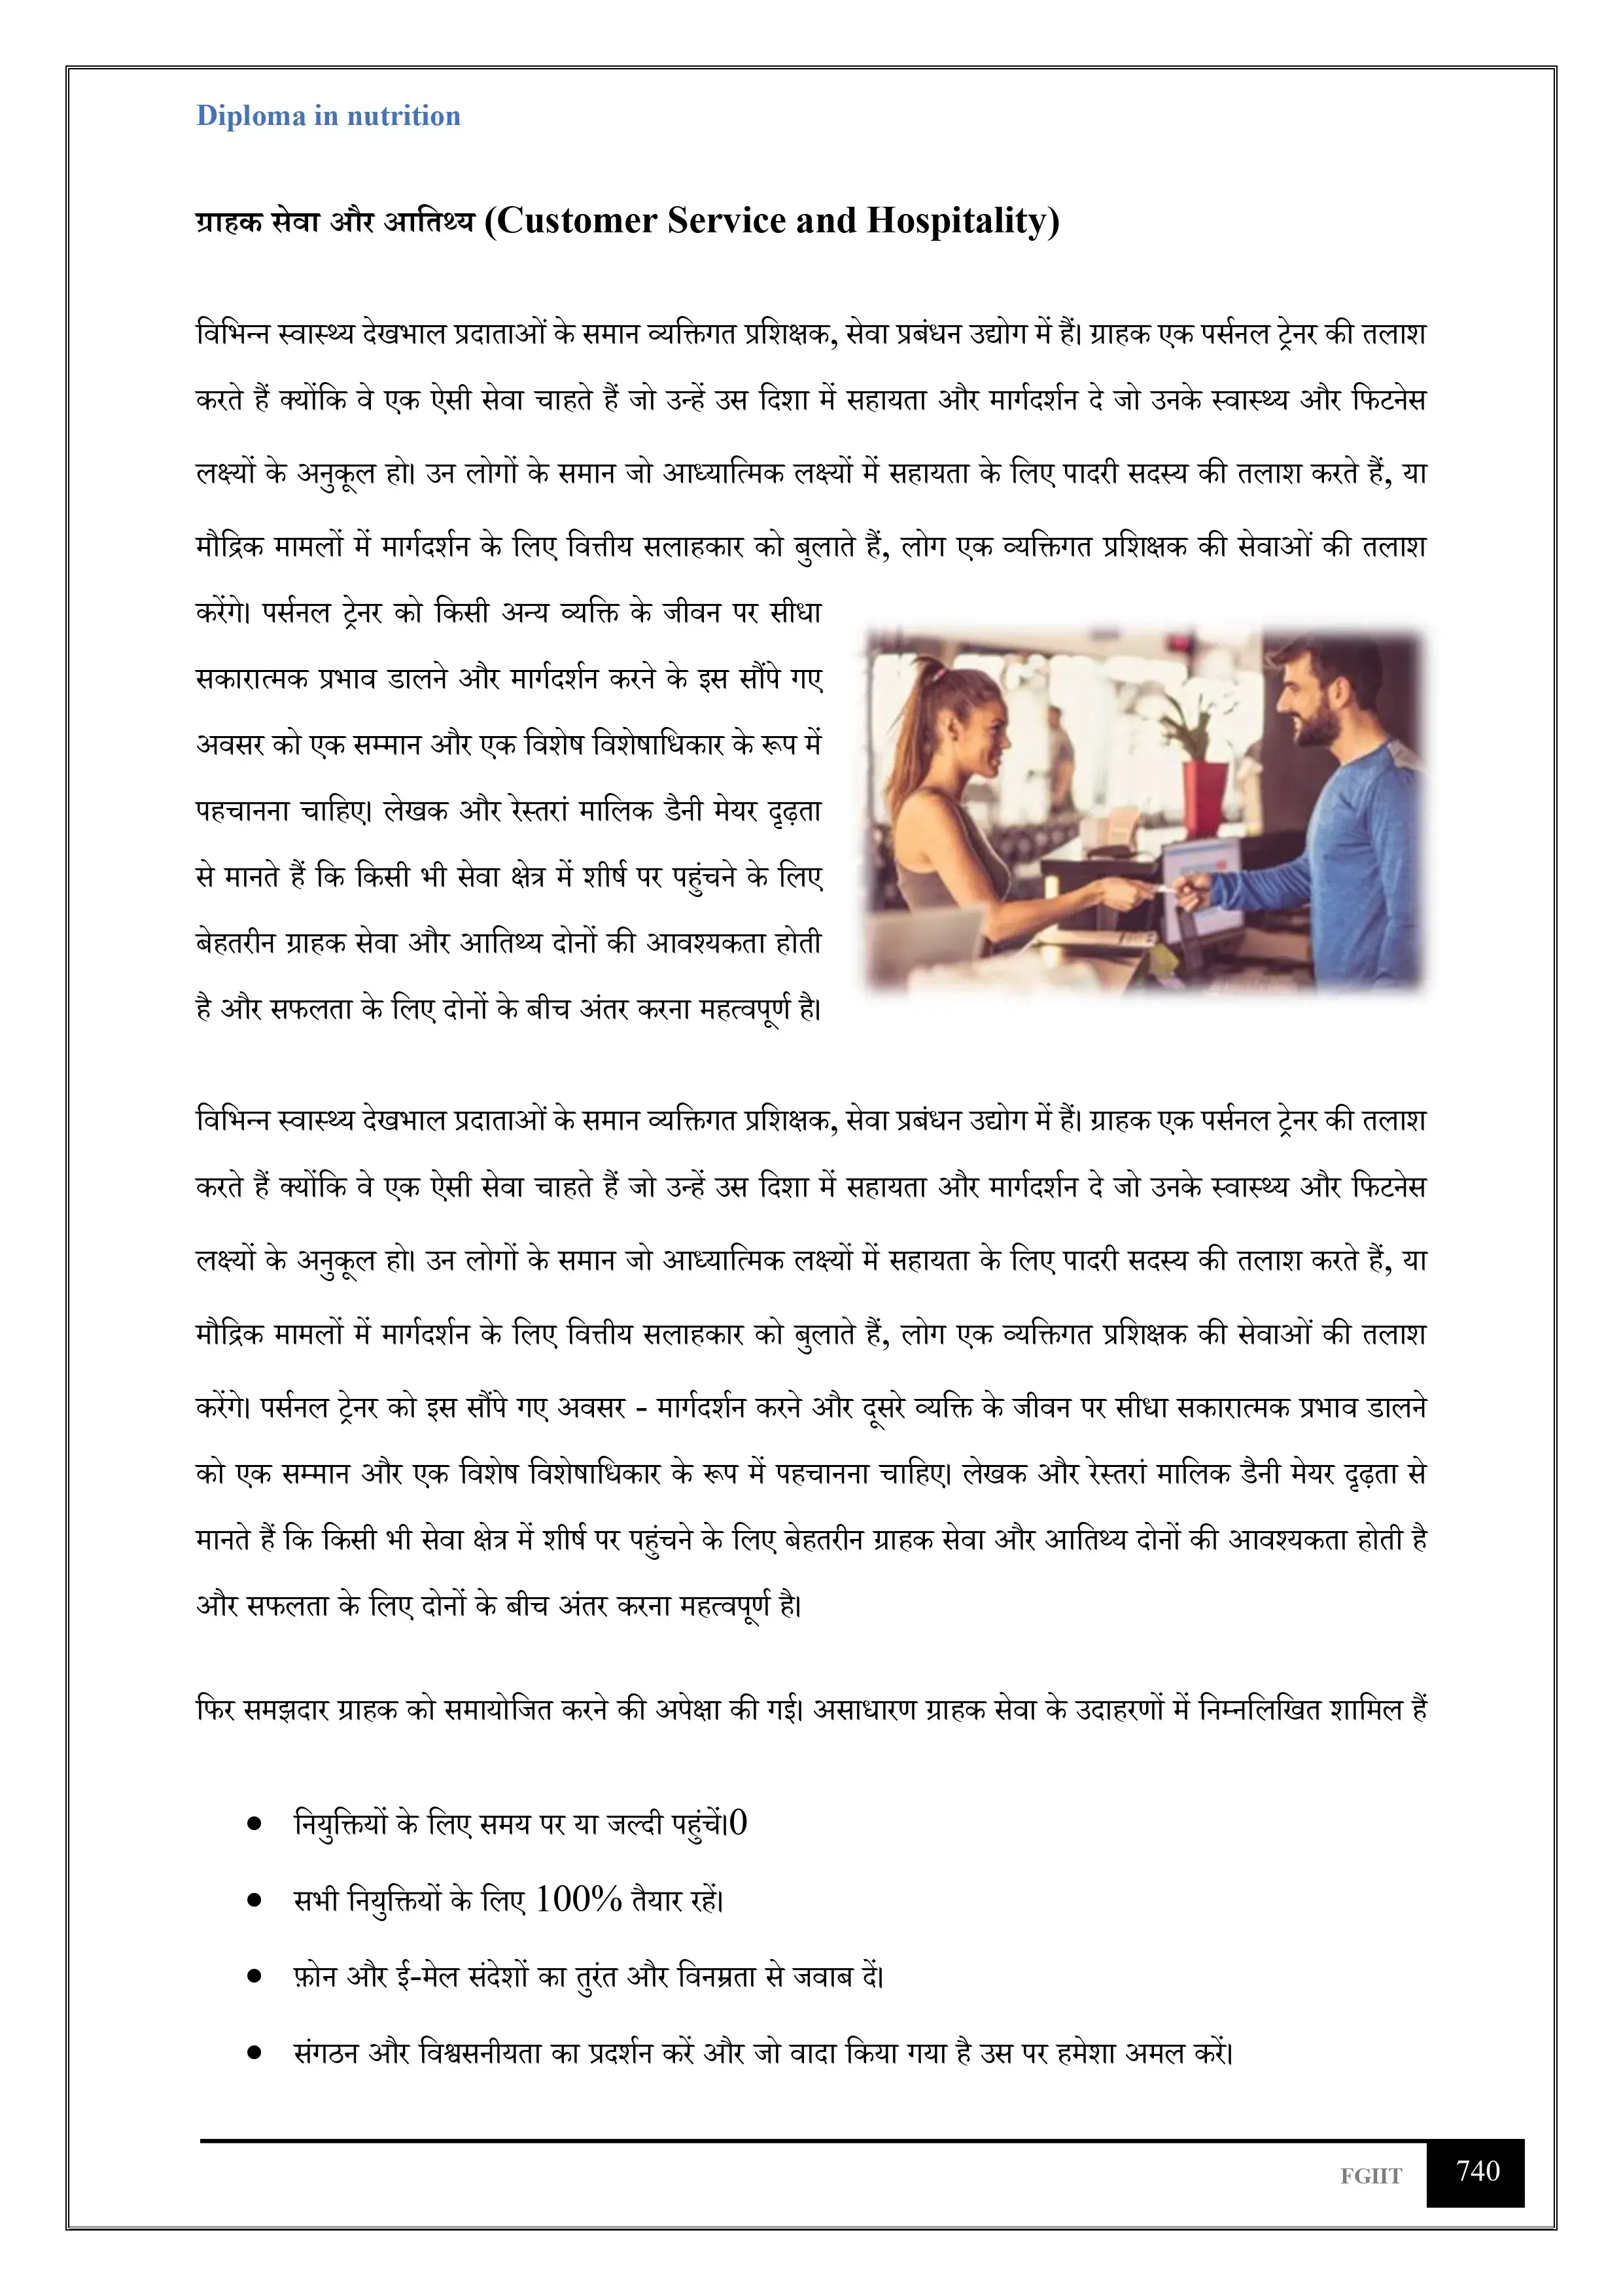 Diploma in nutrition
ग्राहक सेवा और आतिथ्य (Customer Service and Hospitality)
विभिन्न स्वास्थ्य देखभाल प्रदाताओं के समान व्यक्तिगत प्रशिक्षक, सेवा प्रबंधन उद्योग में हैं। ग्राहक एक पर्सनल ट्रेनर की तलाश
करते हैं क्योंकि वे एक ऐसी सेवा चाहते हैं जो उन्हें उस दिशा में सहायता और मार्गदर्शन दे जो उनके स्वास्थ्य और फिटनेस
लक्ष्यों के अनुकूल हो। उन लोगों के समान जो आध्यात्मिक लक्ष्यों में सहायता के लिए पादरी सदस्य की तलाश करते हैं, या
मौद्रिक मामलों में मार्गदर्शन के लिए वित्तीय सलाहकार को बुलाते हैं, लोग एक व्यक्तिगत प्रशिक्षक की सेवाओं की तलाश
करेंगे। पर्सनल ट्रेनर को किसी अन्य व्यक्ति के जीवन पर सीधा
सकारात्मक प्रभाव डालने और मार्गदर्शन करने के इस सौंपे गए
अवसर को एक सम्मान और एक विशेष विशेषाधिकार के रूप में
पहचानना चाहिए। लेखक और रेस्तरां मालिक डैनी मेयर दृढ़ता
से मानते हैं कि किसी भी सेवा क्षेत्र में शीर्ष पर पहुंचने के लिए
बेहतरीन ग्राहक सेवा और आतिथ्य दोनों की आवश्यकता होती
है और सफलता के लिए दोनों के बीच अंतर करना महत्वपूर्ण है।
विभिन्न स्वास्थ्य देखभाल प्रदाताओं के समान व्यक्तिगत प्रशिक्षक, सेवा प्रबंधन उद्योग में हैं। ग्राहक एक पर्सनल ट्रेनर की तलाश
करते हैं क्योंकि वे एक ऐसी सेवा चाहते हैं जो उन्हें उस दिशा में सहायता और मार्गदर्शन दे जो उनके स्वास्थ्य और फिटनेस
लक्ष्यों के अनुकूल हो। उन लोगों के समान जो आध्यात्मिक लक्ष्यों में सहायता के लिए पादरी सदस्य की तलाश करते हैं, या
मौद्रिक मामलों में मार्गदर्शन के लिए वित्तीय सलाहकार को बुलाते हैं, लोग एक व्यक्तिगत प्रशिक्षक की सेवाओं की तलाश
करेंगे। पर्सनल ट्रेनर को इस सौंपे गए अवसर - मार्गदर्शन करने और दूसरे व्यक्ति के जीवन पर सीधा सकारात्मक प्रभाव डालने
को एक सम्मान और एक विशेष विशेषाधिकार के रूप में पहचानना चाहिए। लेखक और रेस्तरां मालिक डैनी मेयर दृढ़ता से
मानते हैं कि किसी भी सेवा क्षेत्र में शीर्ष पर पहुंचने के लिए बेहतरीन ग्राहक सेवा और आतिथ्य दोनों की आवश्यकता होती है
और सफलता के लिए दोनों के बीच अंतर करना महत्वपूर्ण है।
फिर समझदार ग्राहक को समायोजित करने की अपेक्षा की गई। असाधारण ग्राहक सेवा के उदाहरणों में निम्नलिखित शामिल हैं
• नियुक्तियों के लिए समय पर या जल्दी पहुंचें।0
• सभी नियुक्तियों के लिए 100% तैयार रहें।
• फ़ोन और ई-मेल संदेशों का तुरंत और विनम्रता से जवाब दें।
• संगठन और विश्वसनीयता का प्रदर्शन करें और जो वादा किया गया है उस पर हमेशा अमल करें।
FGIIT 740